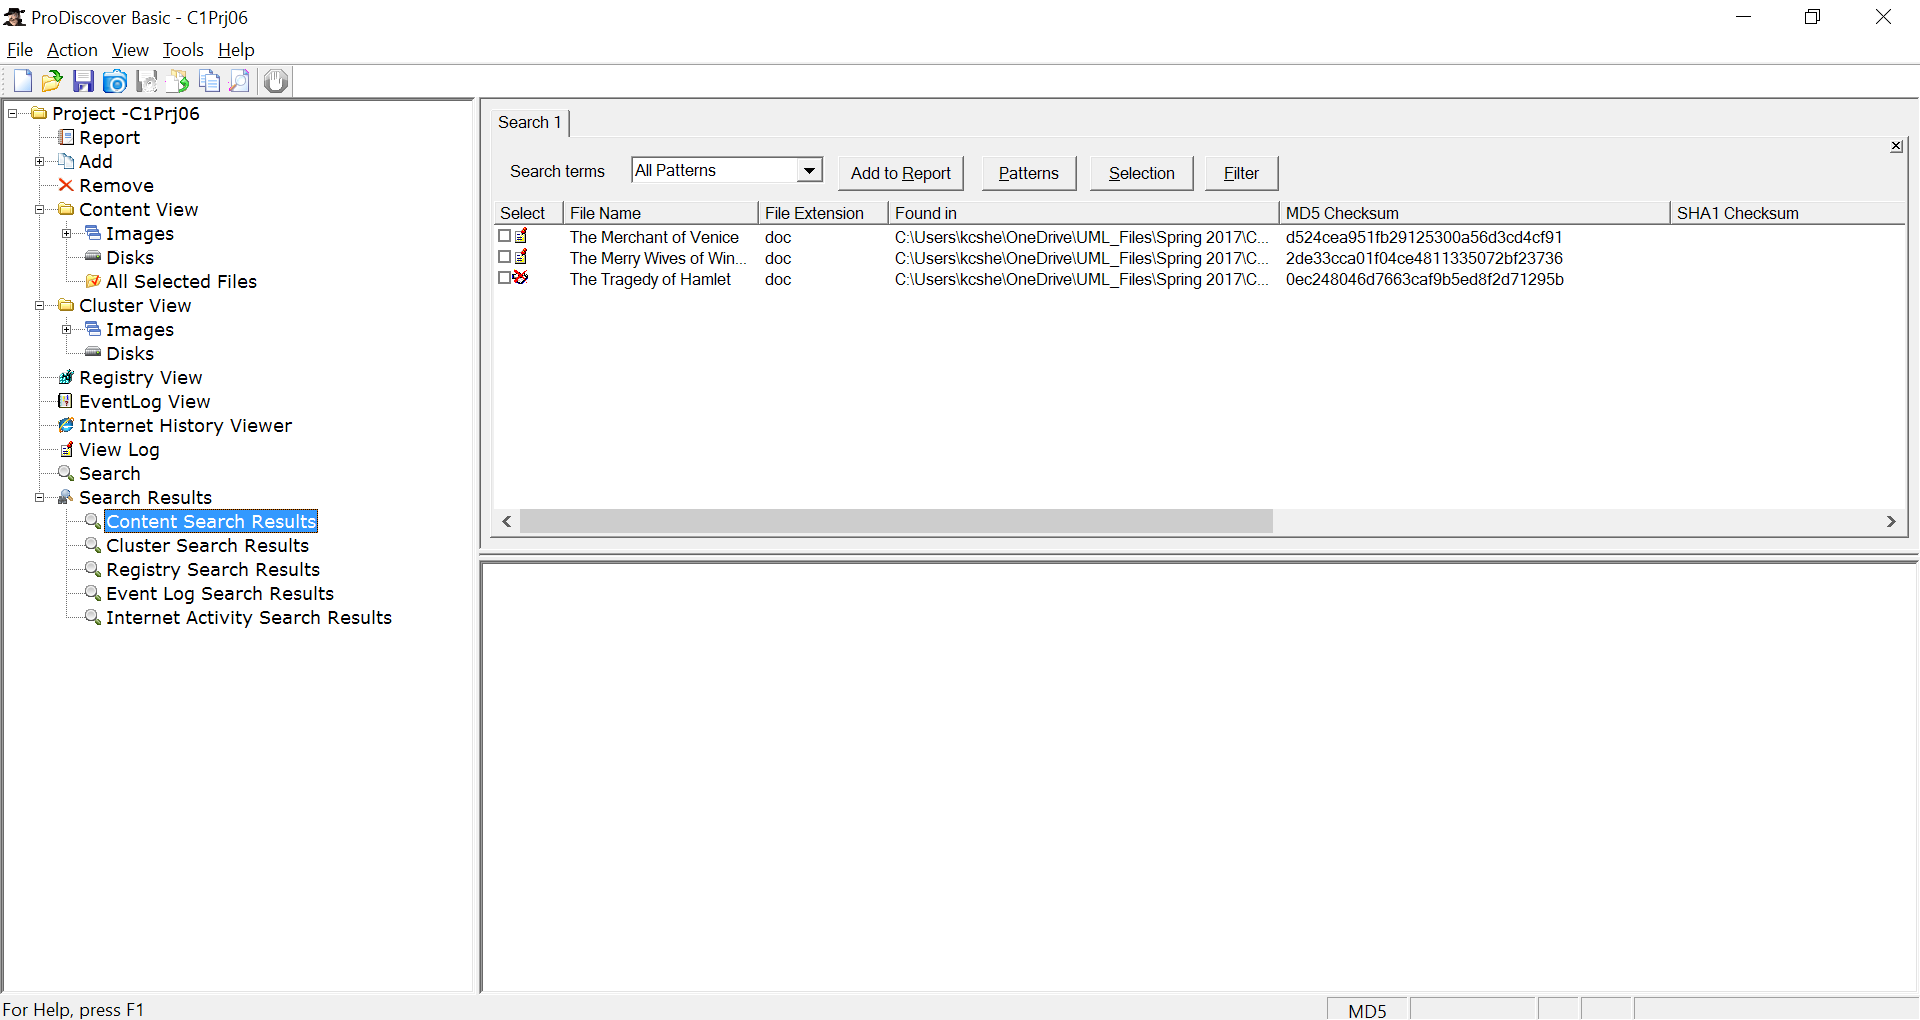 ProDiscover Basic - C1Prj06
File Action View Tools Help
Project -C1Prj06
Report
Add
Remove
Content View
Images
Disks
All Selected Files
Cluster View
Images
Disks
Registry View
EventLog View
Internet History Viewer
View Log
Search
Search Results
Content Search Results
Cluster Search Results
Registry Search Results
Event Log Search Results
Internet Activity Search Results
Search 1
Search terms All Patterns Add to Report Patterns Selection Filter
Select File Name File Extension Found in MD5 Checksum SHA1 Checksum
The Merchant of Venice doc C:\Users\kcshe\OneDrive\UML_Files\Spring 2017\C... d524cea951fb29125300a56d3cd4cf91
The Merry Wives of Win... doc C:\Users\kcshe\OneDrive\UML_Files\Spring 2017\C... 2de33cca01f04ce4811335072bf23736
The Tragedy of Hamlet doc C:\Users\kcshe\OneDrive\UML_Files\Spring 2017\C... 0ec248046d7663caf9b5ed8f2d71295b
For Help, press F1
MD5